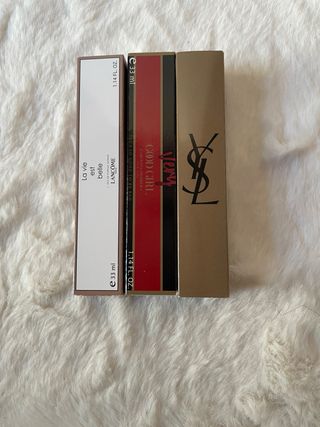 La vie
est
belle
LANCÔME
1.14 FL. OZ.
e 33 ml
e 33 ml
very
GOOD GIRL
1.14 FL. OZ.
YSL